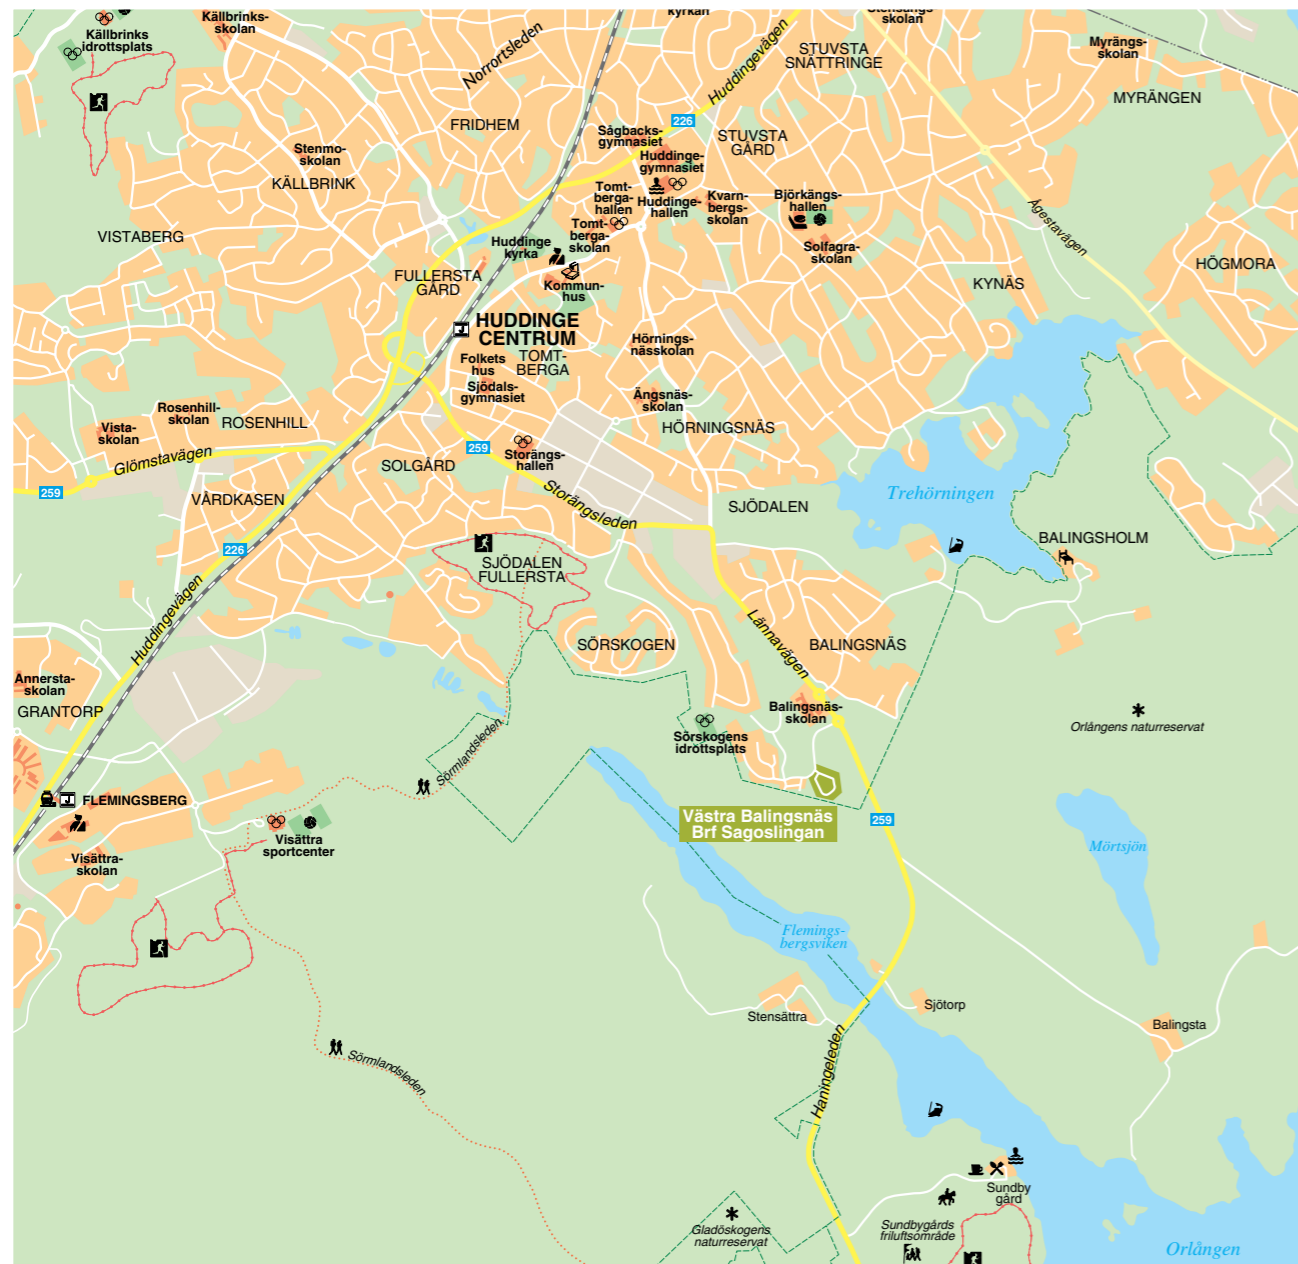 Källbrinks-
skolan
kyrkan
Stensängs-
skolan
Källbrinks
idrottsplats
Norrortsleden
Huddingevägen
STUVSTA
SNÄTTRINGE
Myrängs-
skolan
MYRÄNGEN
226
FRIDHEM
Sågbacks-
gymnasiet
STUVSTA
GÅRD
Stenmo-
skolan
Huddinge-
gymnasiet
KÄLLBRINK
Tomt-
berga-
hallen
Huddinge-
hallen
Kvarn-
bergs-
skolan
Björkängs-
hallen
Ågestavägen
VISTABERG
Huddinge
kyrka
Tomt-
berga-
skolan
Solfagra-
skolan
HÖGMORA
FULLERSTA
GÅRD
Kommun-
hus
KYNÄS
HUDDINGE
CENTRUM
Hörnings-
nässkolan
Folkets
hus
TOMT-
BERGA
Sjödals-
gymnasiet
Ängsnäs-
skolan
Rosenhill-
skolan
ROSENHILL
Vista-
skolan
HÖRNINGSNÄS
259
Glömstavägen
SOLGÅRD
Storängs-
hallen
259
VÅRDKASEN
Storängsleden
Trehörningen
SJÖDALEN
226
BALINGSHOLM
SJÖDALEN
FULLERSTA
Huddingevägen
Lännavägen
SÖRSKOGEN
BALINGSNÄS
Annersta-
skolan
GRANTORP
Balingsnäs-
skolan
Orlångens naturreservat
Sörskogens
idrottsplats
Sörmlandsleden
FLEMINGSBERG
Västra Balingsnäs
Brf Sagoslingan
259
Visättra
sportcenter
Mörtsjön
Visättra-
skolan
Flemings-
bergsviken
Stensättra
Sjötorp
Balingsta
Sörmlandsleden
Haningeleden
Sundby
gård
Gladöskogens
naturreservat
Sundbygårds
friluftsområde
Orlången